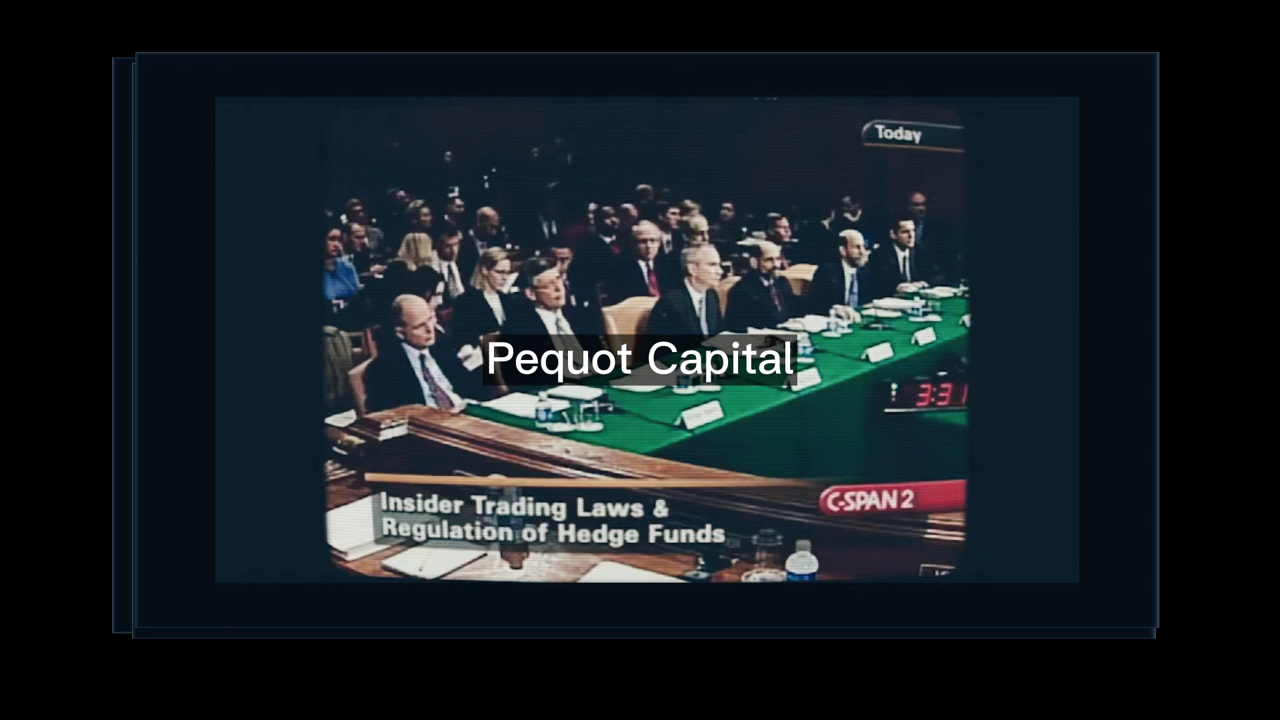 Today
Pequot Capital
3:31
Insider Trading Laws &
Regulation of Hedge Funds
C-SPAN 2